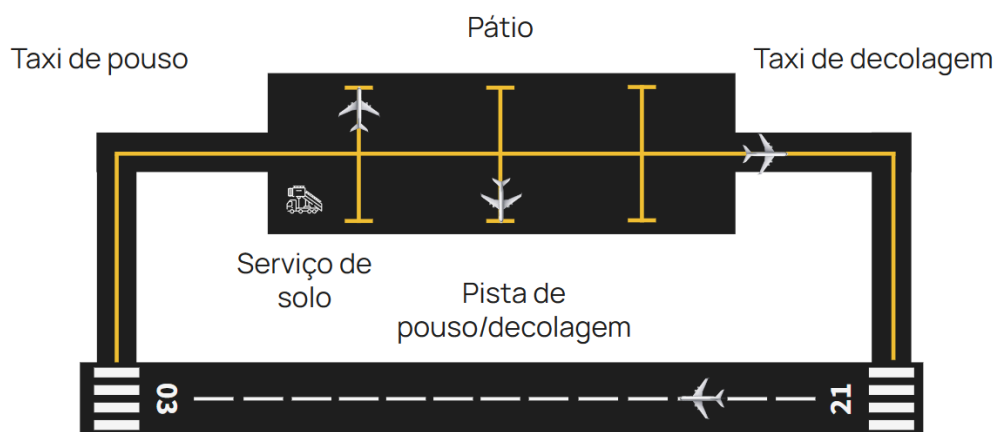 Pátio
Taxi de pouso
Taxi de decolagem
Serviço de
solo
Pista de
pouso/decolagem
03
21